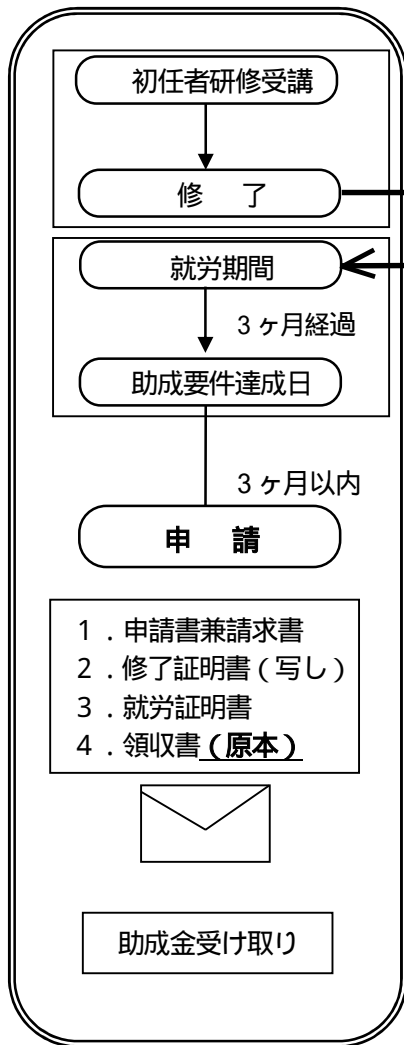 初任者研修受講
修 了
就労期間
3ヶ月経過
助成要件達成日
3ヶ月以内
申 請
1．申請書兼請求書
2．修了証明書（写し）
3．就労証明書
4．領収書（原本）
助成金受け取り